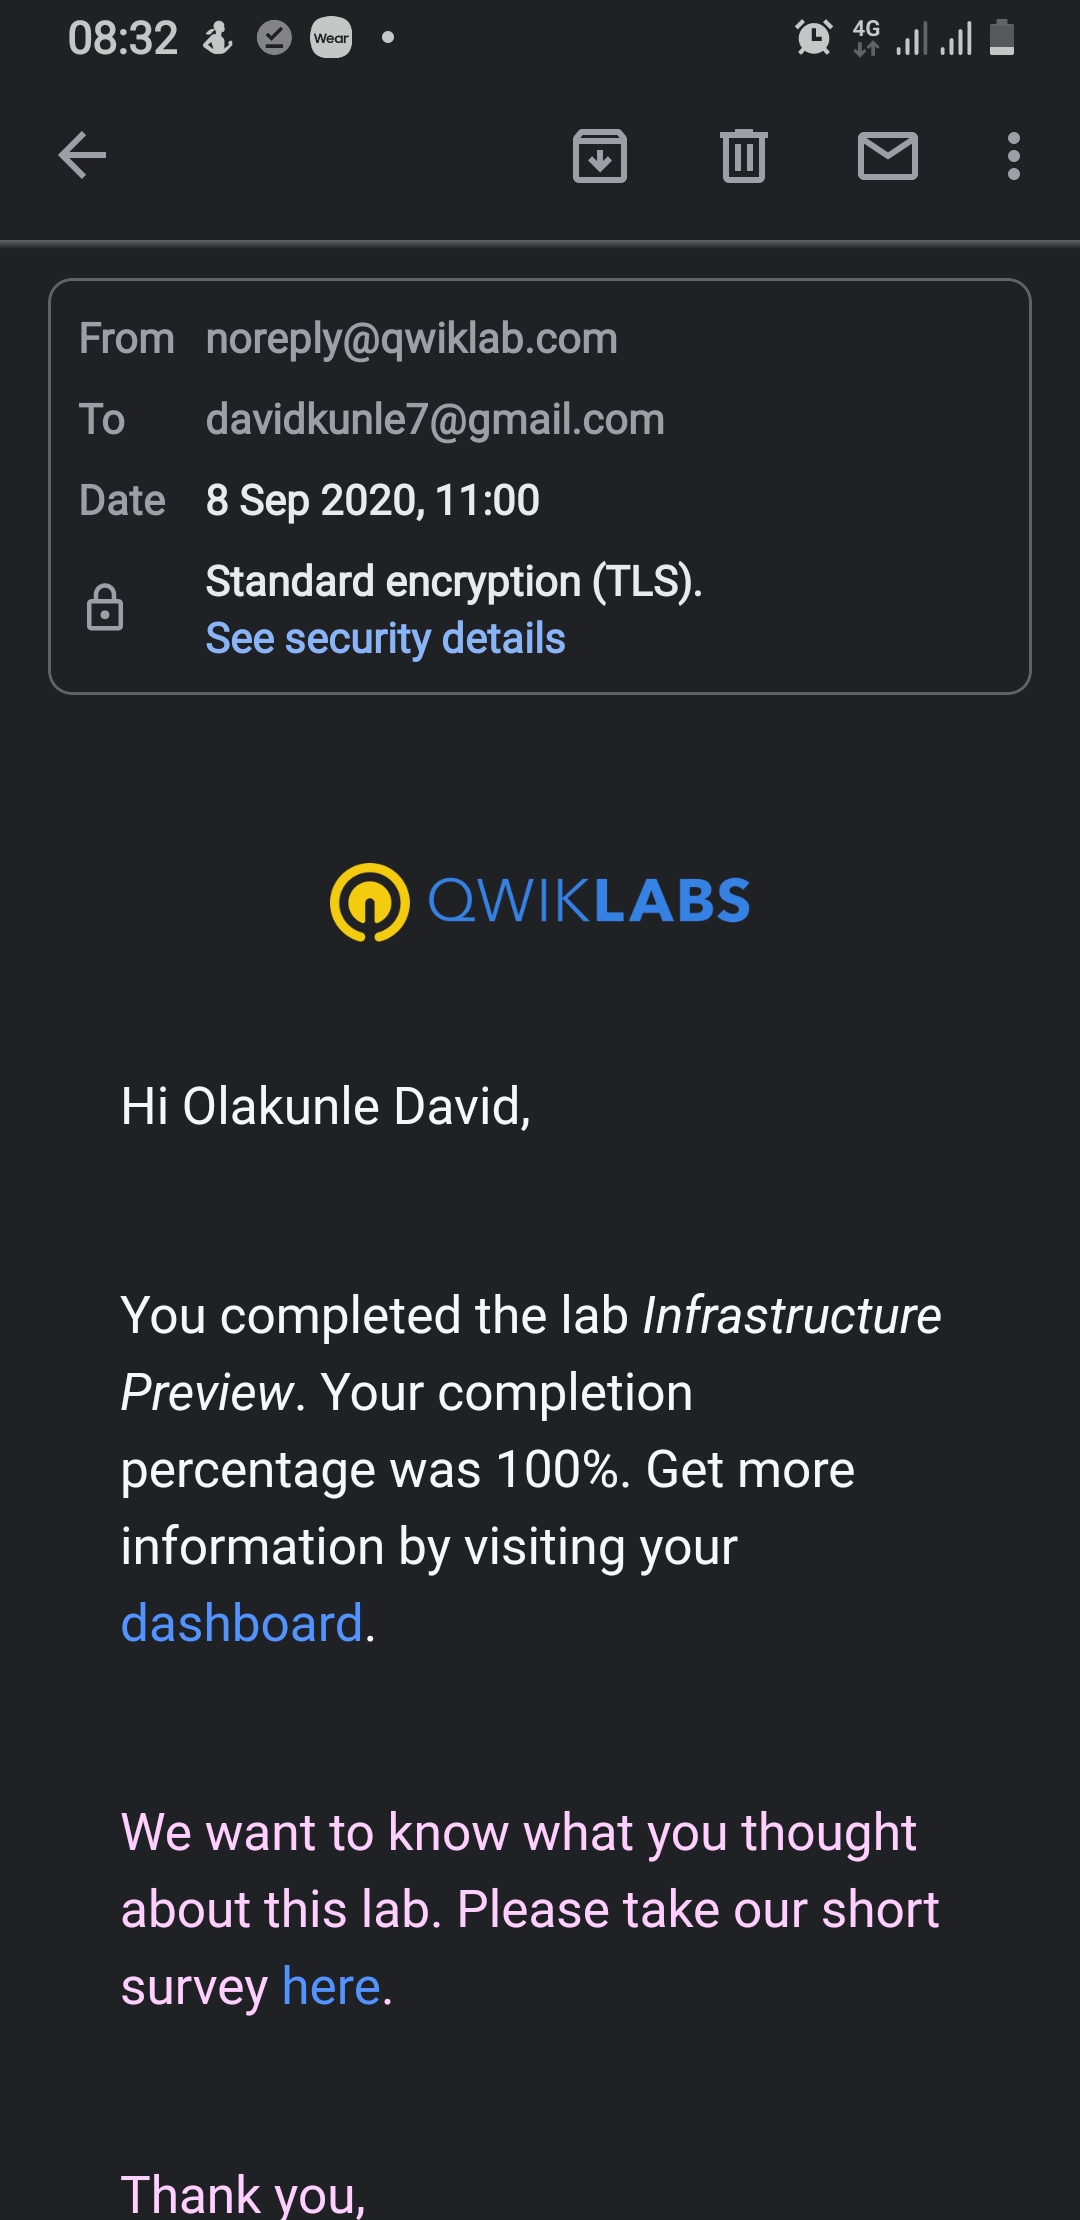 08:32 Wear 4G
From noreply@qwiklab.com
To davidkunle7@gmail.com
Date 8 Sep 2020, 11:00
Standard encryption (TLS).
See security details
QWIKLABS
Hi Olakunle David,
You completed the lab Infrastructure
Preview. Your completion
percentage was 100%. Get more
information by visiting your
dashboard.
We want to know what you thought
about this lab. Please take our short
survey here.
Thank you,